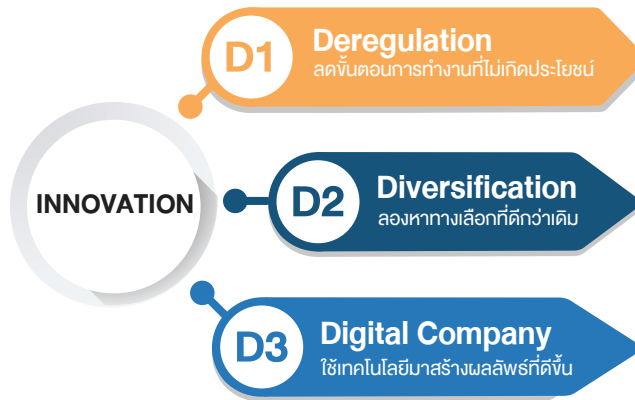 D1
Deregulation
ลดขั้นตอนการทำงานที่ไม่เกิดประโยชน์
INNOVATION
D2
Diversification
ลองหาทางเลือกที่ดีกว่าเดิม
D3
Digital Company
ใช้เทคโนโลยีมาสร้างผลลัพธ์ที่ดีขึ้น